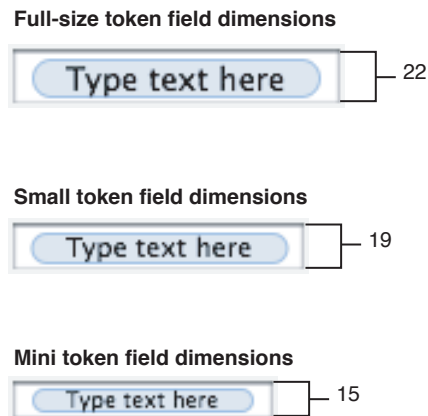 Full-size token field dimensions
Type text here
22
Small token field dimensions
Type text here
19
Mini token field dimensions
Type text here
15